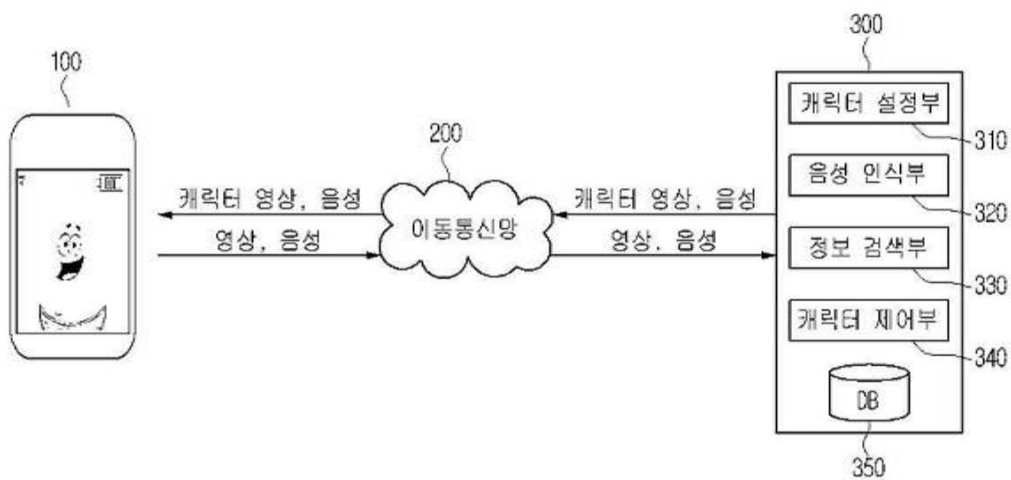 100
200
300
캐릭터 설정부
310
음성 인식부
320
정보 검색부
330
캐릭터 제어부
340
DB
350
캐릭터 영상, 음성
영상, 음성
이동통신망
캐릭터 영상, 음성
영상, 음성